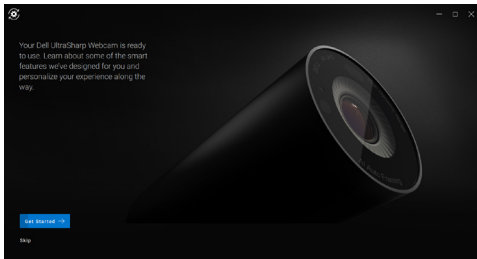 Your Dell UltraSharp Webcam is ready
to use. Learn about some of the smart
features we've designed for you and
personalize your experience along the
way.
Get Started
Skip